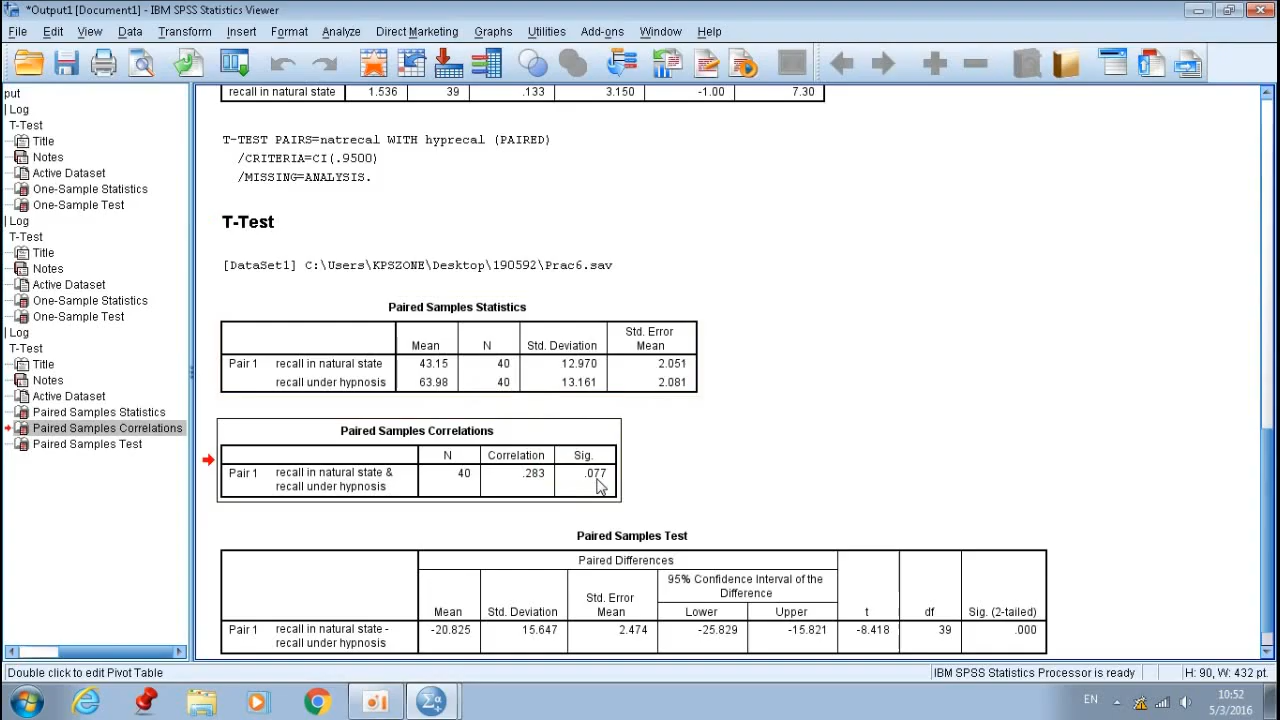 *Output1 [Document1] - IBM SPSS Statistics Viewer
File Edit View Data Transform Insert Format Analyze Direct Marketing Graphs Utilities Add-ons Window Help
put
Log
T-Test
Title
Notes
Active Dataset
One-Sample Statistics
One-Sample Test
Log
T-Test
Title
Notes
Active Dataset
One-Sample Statistics
One-Sample Test
Log
T-Test
Title
Notes
Active Dataset
Paired Samples Statistics
Paired Samples Correlations
Paired Samples Test
recall in natural state 1.536 39 .133 3.150 -1.00 7.30
T-TEST PAIRS=natrecal WITH hyprecal (PAIRED)
/CRITERIA=CI(.9500)
/MISSING=ANALYSIS.
T-Test
[DataSet1] C:\Users\KPSZONE\Desktop\190592\Prac6.sav
Paired Samples Statistics
Mean N Std. Deviation Std. Error Mean
Pair 1 recall in natural state 43.15 40 12.970 2.051
recall under hypnosis 63.98 40 13.161 2.081
Paired Samples Correlations
N Correlation Sig.
Pair 1 recall in natural state & 40 .283 .077
recall under hypnosis
Paired Samples Test
Paired Differences
95% Confidence Interval of the
Difference
Std. Error
Mean Std. Deviation Mean Lower Upper t df Sig. (2-tailed)
Pair 1 recall in natural state - -20.825 15.647 2.474 -25.829 -15.821 -8.418 39 .000
recall under hypnosis
Double click to edit Pivot Table IBM SPSS Statistics Processor is ready H: 90, W: 432 pt.
EN 10:52
5/3/2016